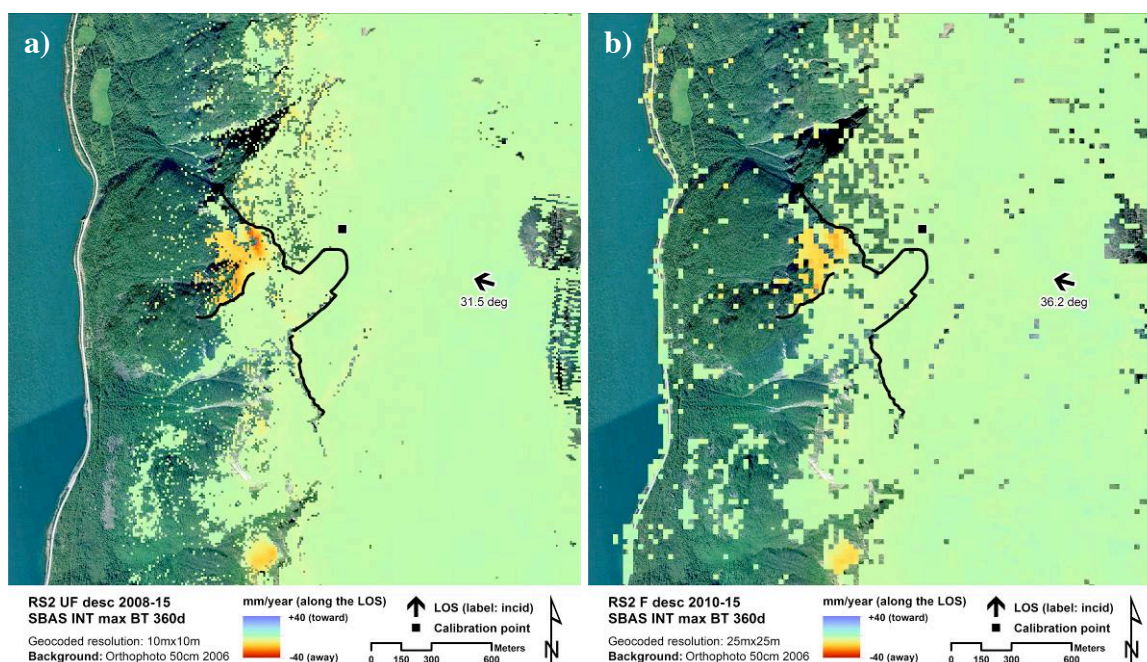 a)
31.5 deg
RS2 UF desc 2008-15
SBAS INT max BT 360d
Geocoded resolution: 10mx10m
Background: Orthophoto 50cm 2006
mm/year (along the LOS)
+40 (toward)
-40 (away)
LOS (label: incid)
Calibration point
Meters
0 150 300 600
N
b)
36.2 deg
RS2 F desc 2010-15
SBAS INT max BT 360d
Geocoded resolution: 25mx25m
Background: Orthophoto 50cm 2006
mm/year (along the LOS)
+40 (toward)
-40 (away)
LOS (label: incid)
Calibration point
Meters
0 150 300 600
N